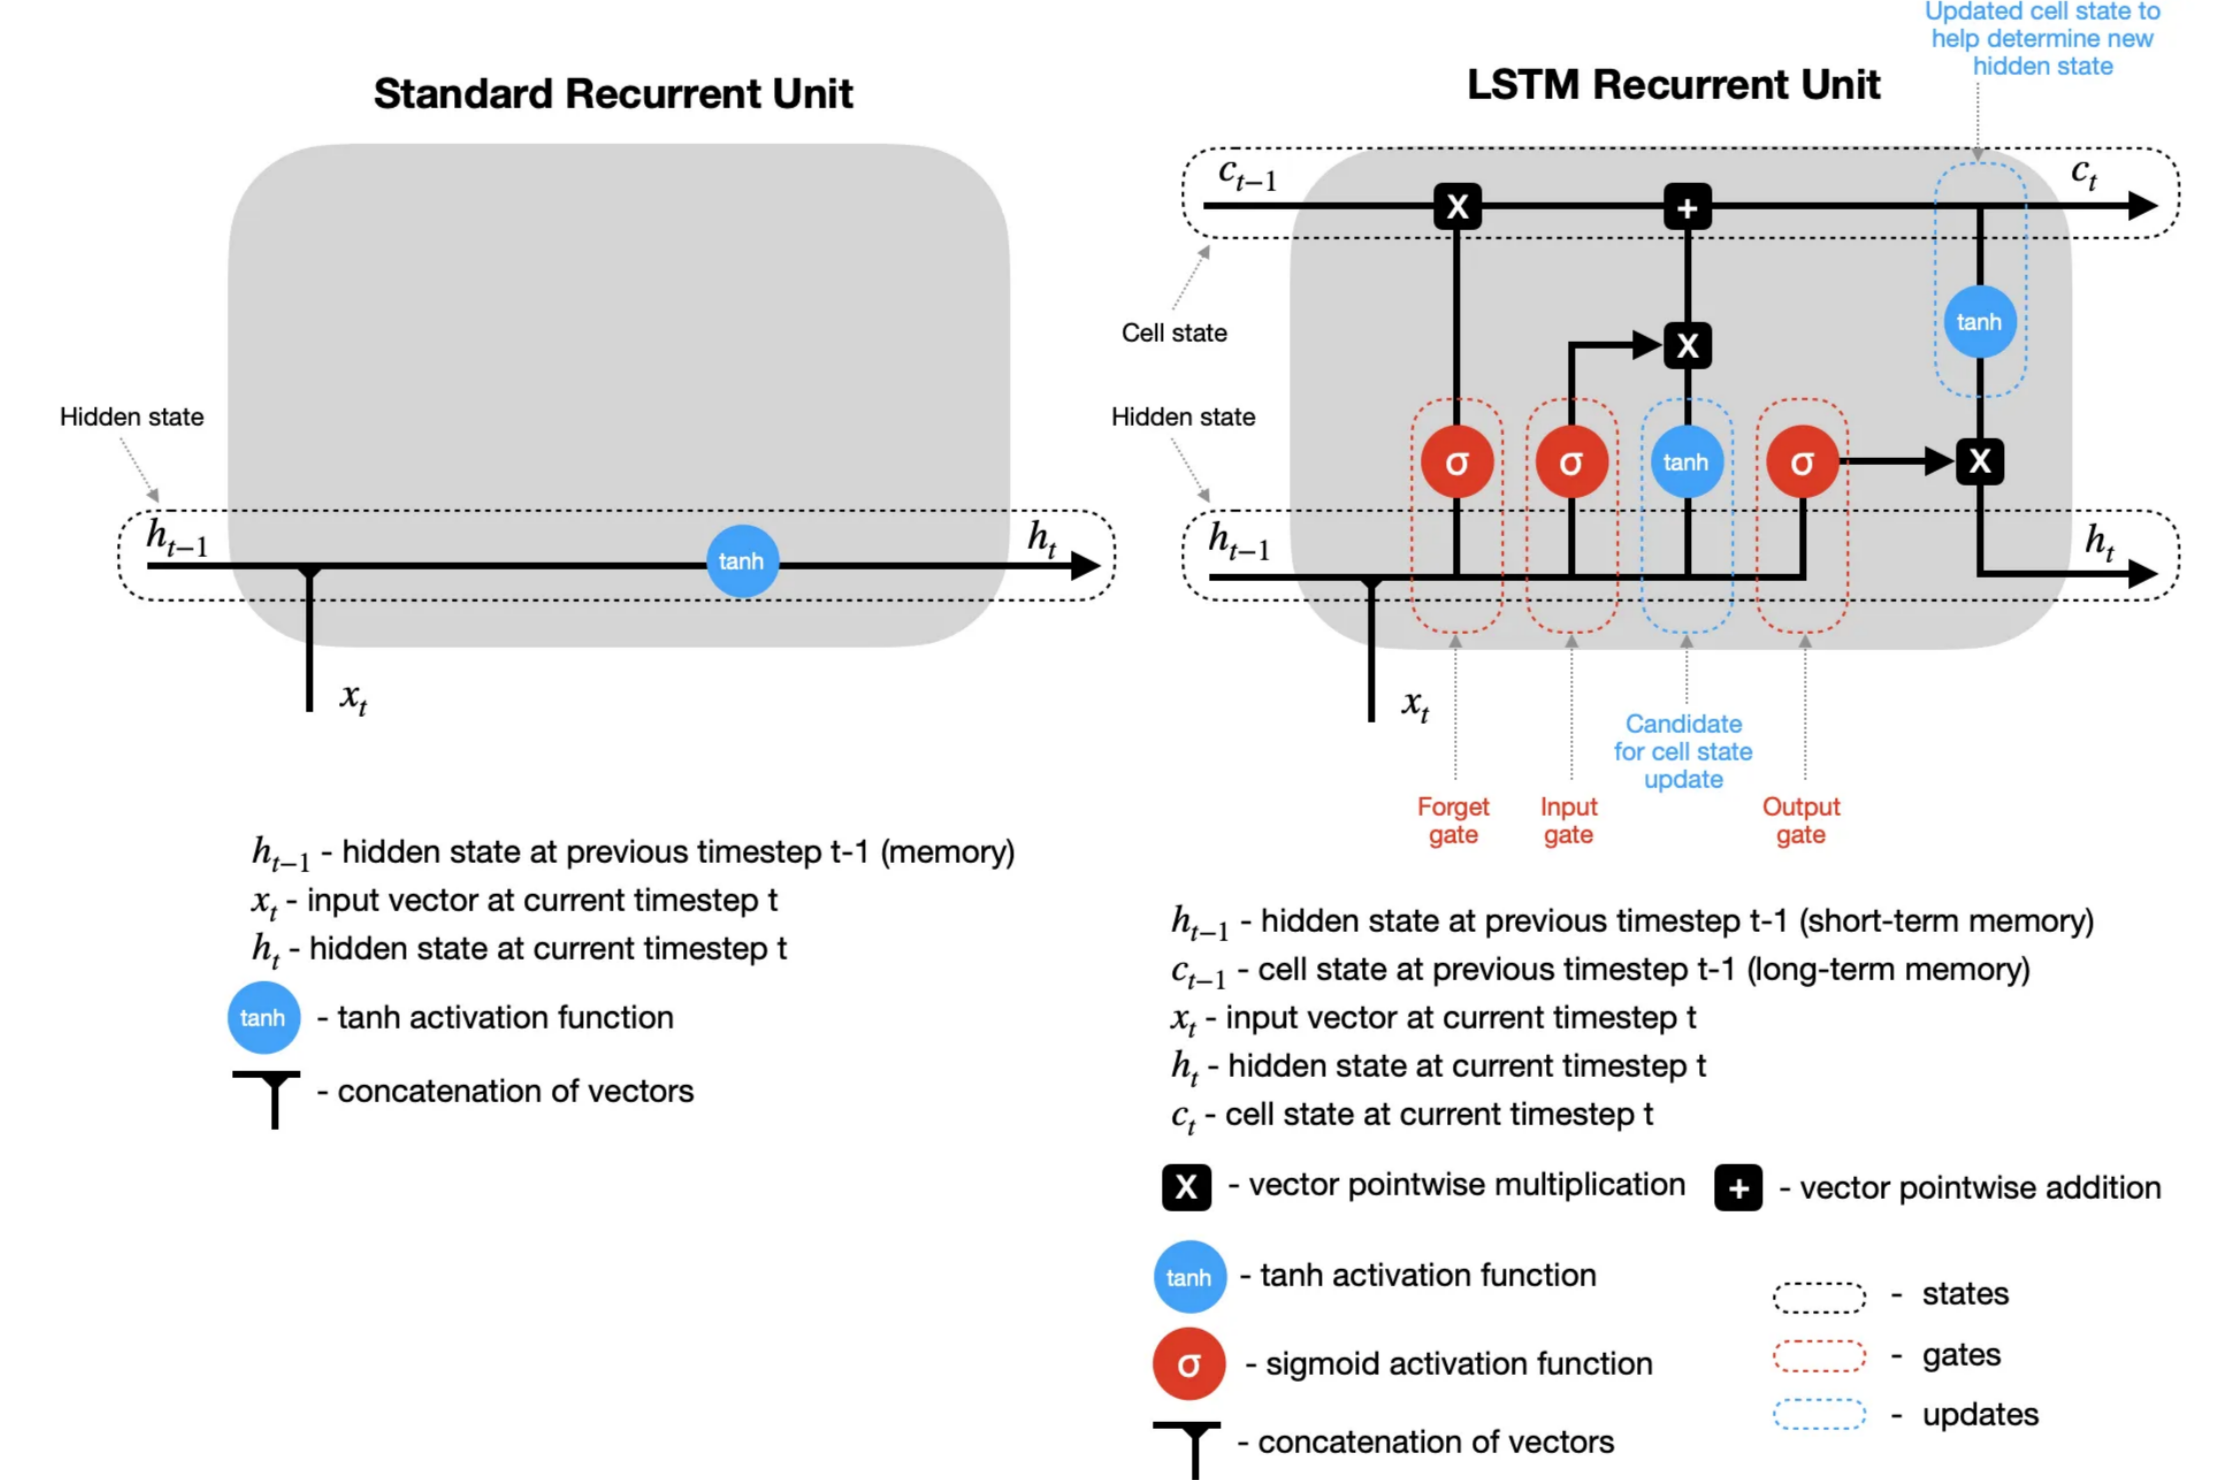 Standard Recurrent Unit
Hidden state
h_{t−1}
h_t
tanh
x_t
h_{t−1} - hidden state at previous timestep t-1 (memory)
x_t - input vector at current timestep t
h_t - hidden state at current timestep t
tanh - tanh activation function
- concatenation of vectors
Updated cell state to
help determine new
hidden state
LSTM Recurrent Unit
c_{t−1}
c_t
X
+
Cell state
tanh
X
Hidden state
σ
σ
tanh
σ
X
h_{t−1}
h_t
x_t
Candidate
for cell state
update
Forget
gate
Input
gate
Output
gate
h_{t−1} - hidden state at previous timestep t-1 (short-term memory)
c_{t−1} - cell state at previous timestep t-1 (long-term memory)
x_t - input vector at current timestep t
h_t - hidden state at current timestep t
c_t - cell state at current timestep t
X - vector pointwise multiplication
+ - vector pointwise addition
tanh - tanh activation function
σ - sigmoid activation function
- concatenation of vectors
- states
- gates
- updates